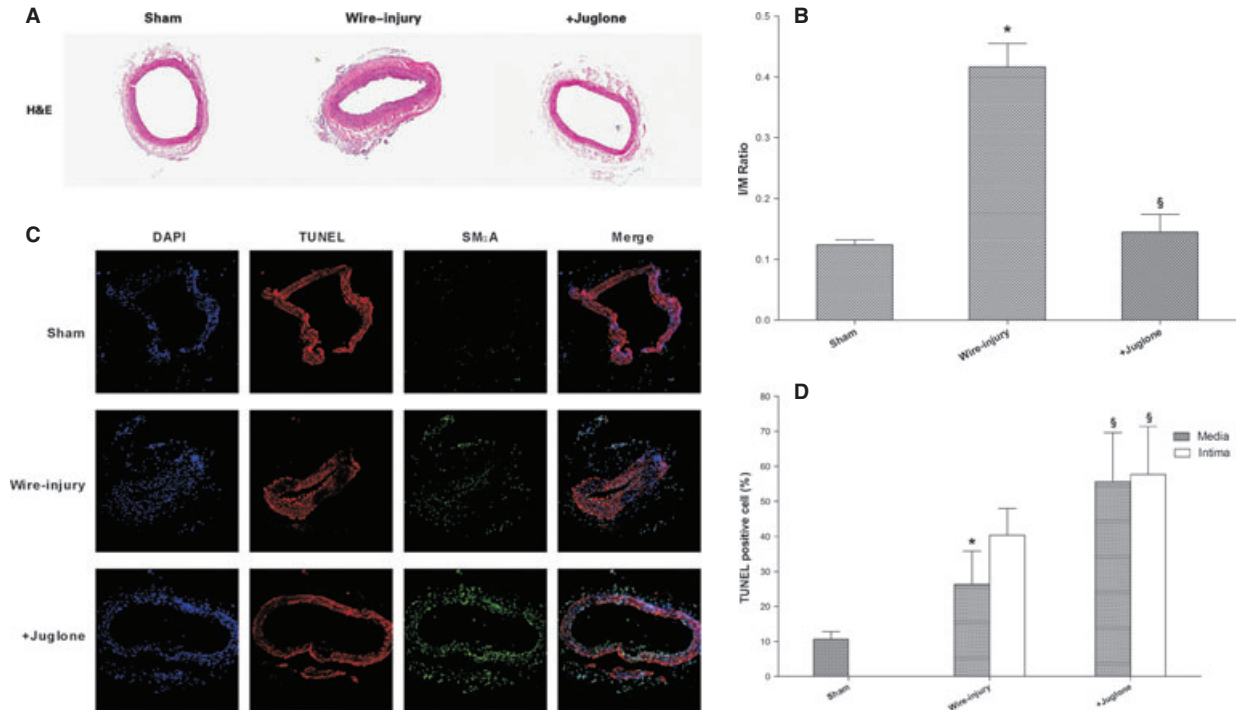 A
Sham
Wire-injury
+Juglone
H&E
B
I/M Ratio
0.5
0.4
0.3
0.2
0.1
0.0
*
§
Sham
Wire-injury
+Juglone
C
DAPI
TUNEL
SMαA
Merge
Sham
Wire-injury
+Juglone
D
TUNEL positive cell (%)
80
70
60
50
40
30
20
10
0
*
§
§
Media
Intima
Sham
Wire-injury
+Juglone